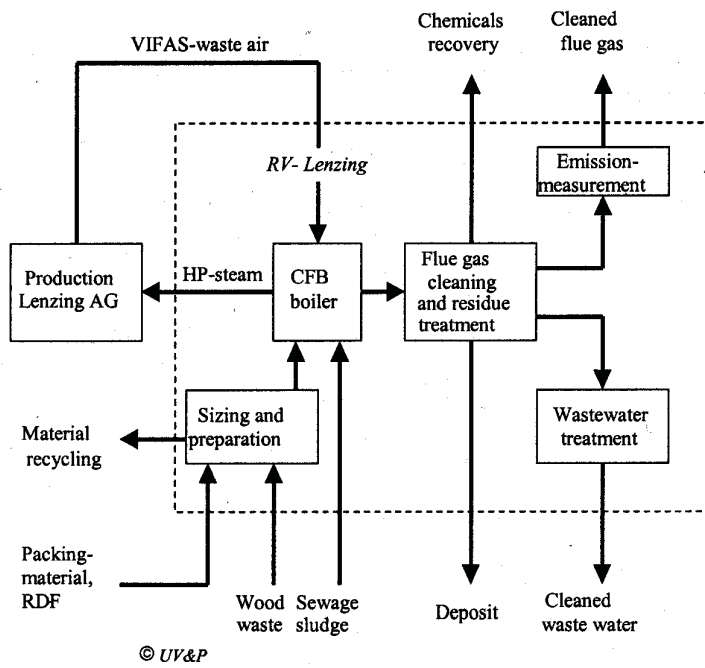 VIFAS-waste air
Chemicals
recovery
Cleaned
flue gas
RV- Lenzing
Emission-
measurement
Production
Lenzing AG
HP-steam
CFB
boiler
Flue gas
cleaning
and residue
treatment
Sizing and
preparation
Wastewater
treatment
Material
recycling
Packing-
material,
RDF
Wood
waste
Sewage
sludge
Deposit
Cleaned
waste water
© UV&P